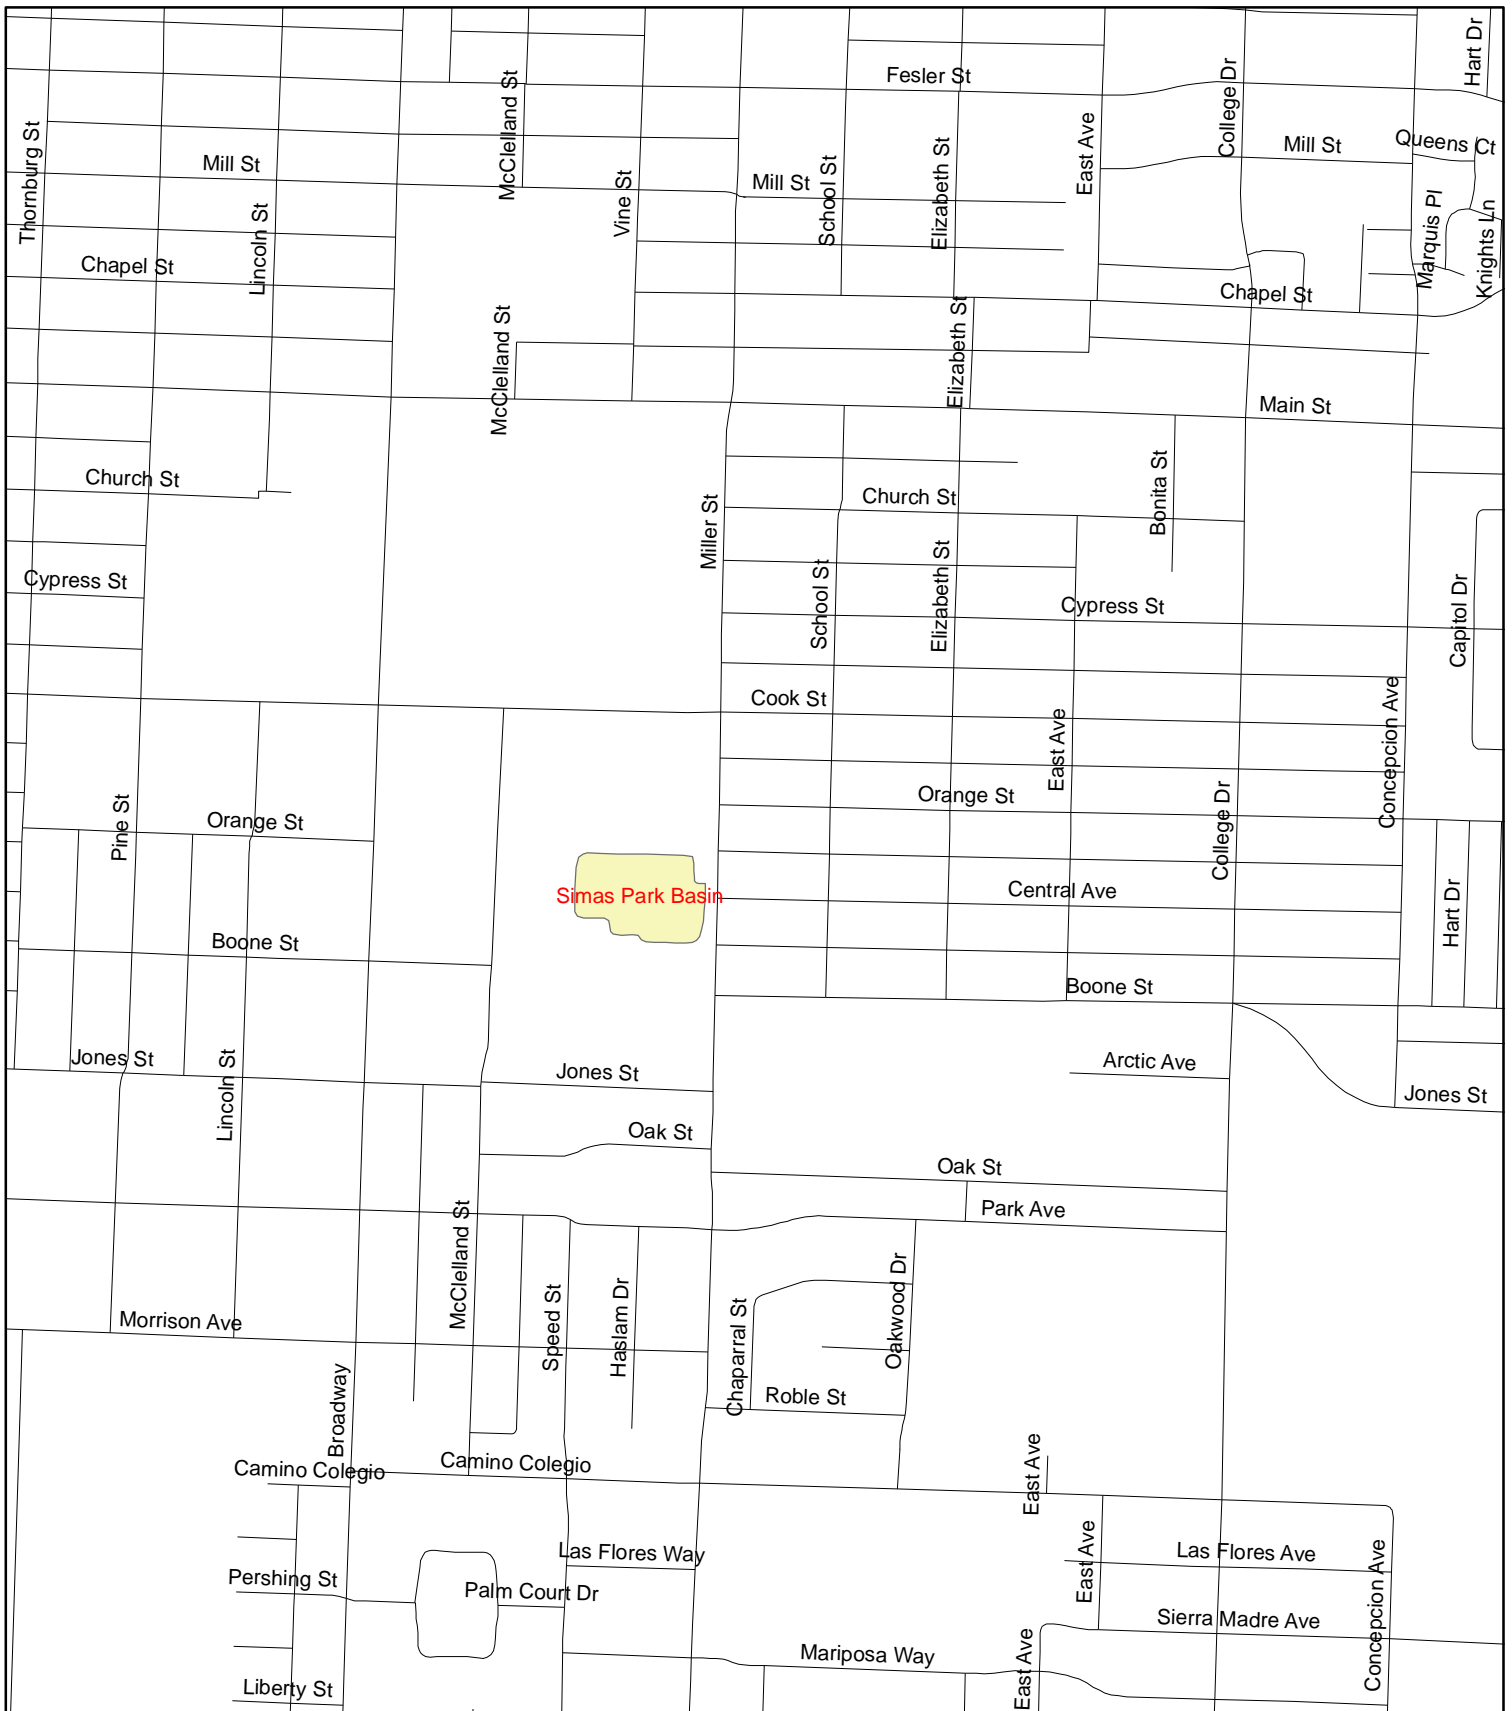 Hart Dr
Fesler St
College Dr
McClelland St
East Ave
Thornburg St
Mill St
Mill St
Queens Ct
Elizabeth St
School St
Mill St
Vine St
Lincoln St
Marquis Pl
Knights Ln
Chapel St
Chapel St
Elizabeth St
McClelland St
Main St
Church St
Bonita St
Church St
Miller St
Cypress St
Elizabeth St
School St
Cypress St
Capitol Dr
Cook St
Concepcion Ave
East Ave
Orange St
Pine St
Orange St
College Dr
Simas Park Basin
Central Ave
Hart Dr
Boone St
Boone St
Jones St
Lincoln St
Jones St
Arctic Ave
Jones St
Oak St
Oak St
Park Ave
McClelland St
Morrison Ave
Speed St
Haslam Dr
Chaparral St
Oakwood Dr
Broadway
Roble St
Camino Colegio
Camino Colegio
East Ave
Las Flores Way
Las Flores Ave
East Ave
Pershing St
Palm Court Dr
Sierra Madre Ave
Concepcion Ave
Mariposa Way
East Ave
Liberty St